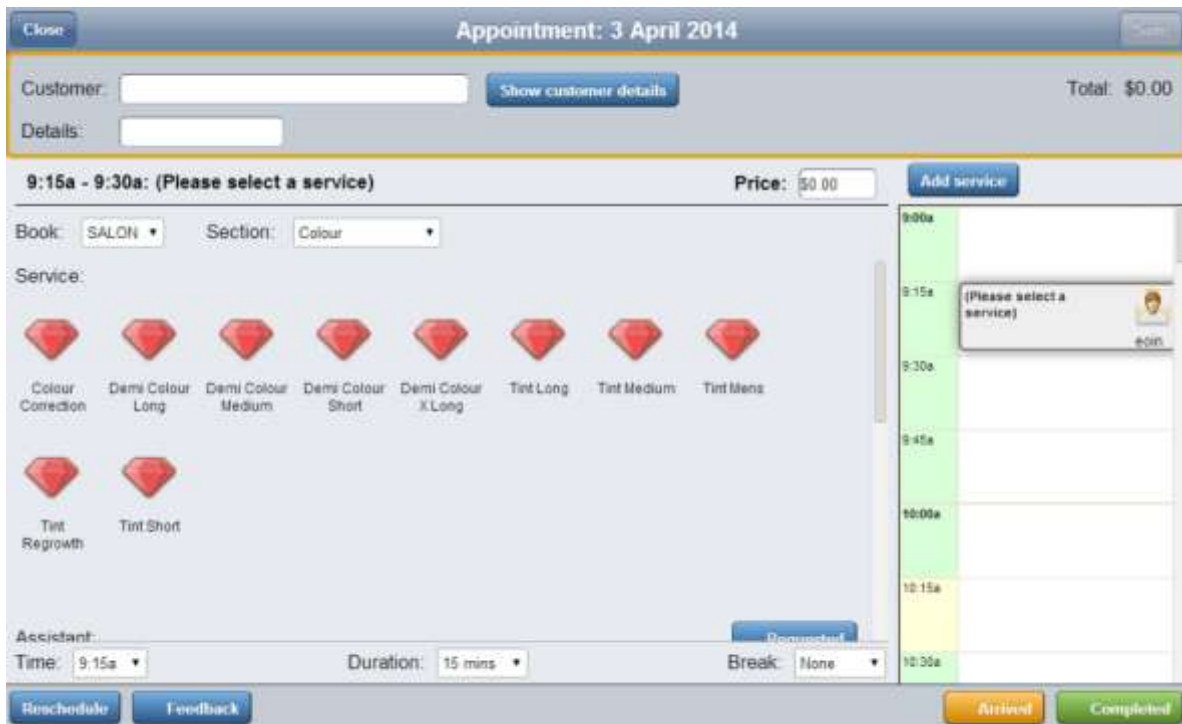 Close Appointment: 3 April 2014 Save
Customer: Show customer details Total: $0.00
Details:
9:15a - 9:30a: (Please select a service) Price: $0.00 Add service
Book: SALON Section: Colour
Service:
Colour Correction
Demi Colour Long
Demi Colour Medium
Demi Colour Short
Demi Colour X Long
Tint Long
Tint Medium
Tint Mens
Tint Regrowth
Tint Short
Assistant: Requested
Time: 9:15a Duration: 15 mins Break: None
9:00a
9:15a
(Please select a
service)
eoin
9:30a
9:45a
10:00a
10:15a
10:30a
Reschedule Feedback Arrived Completed